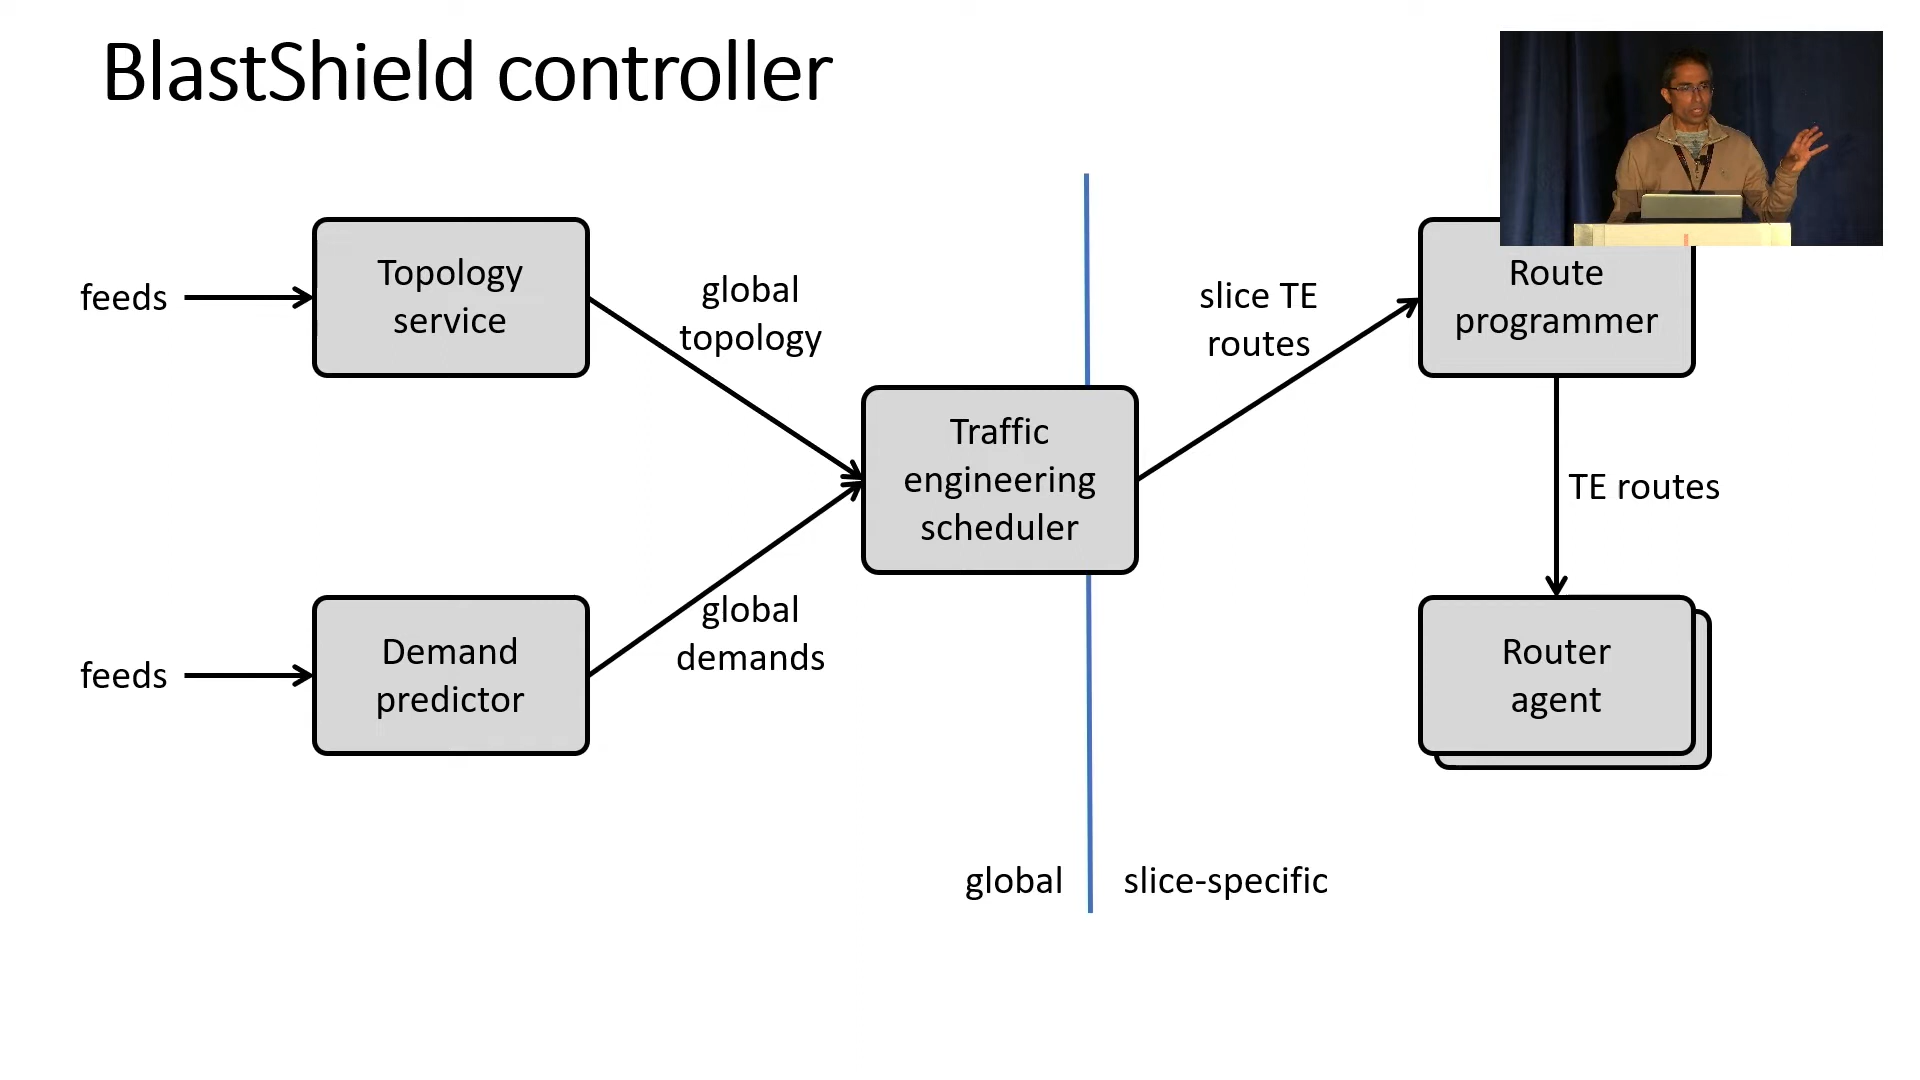 BlastShield controller
feeds
Topology
service
global
topology
slice TE
routes
Route
programmer
Traffic
engineering
scheduler
TE routes
feeds
Demand
predictor
global
demands
Router
agent
global
slice-specific